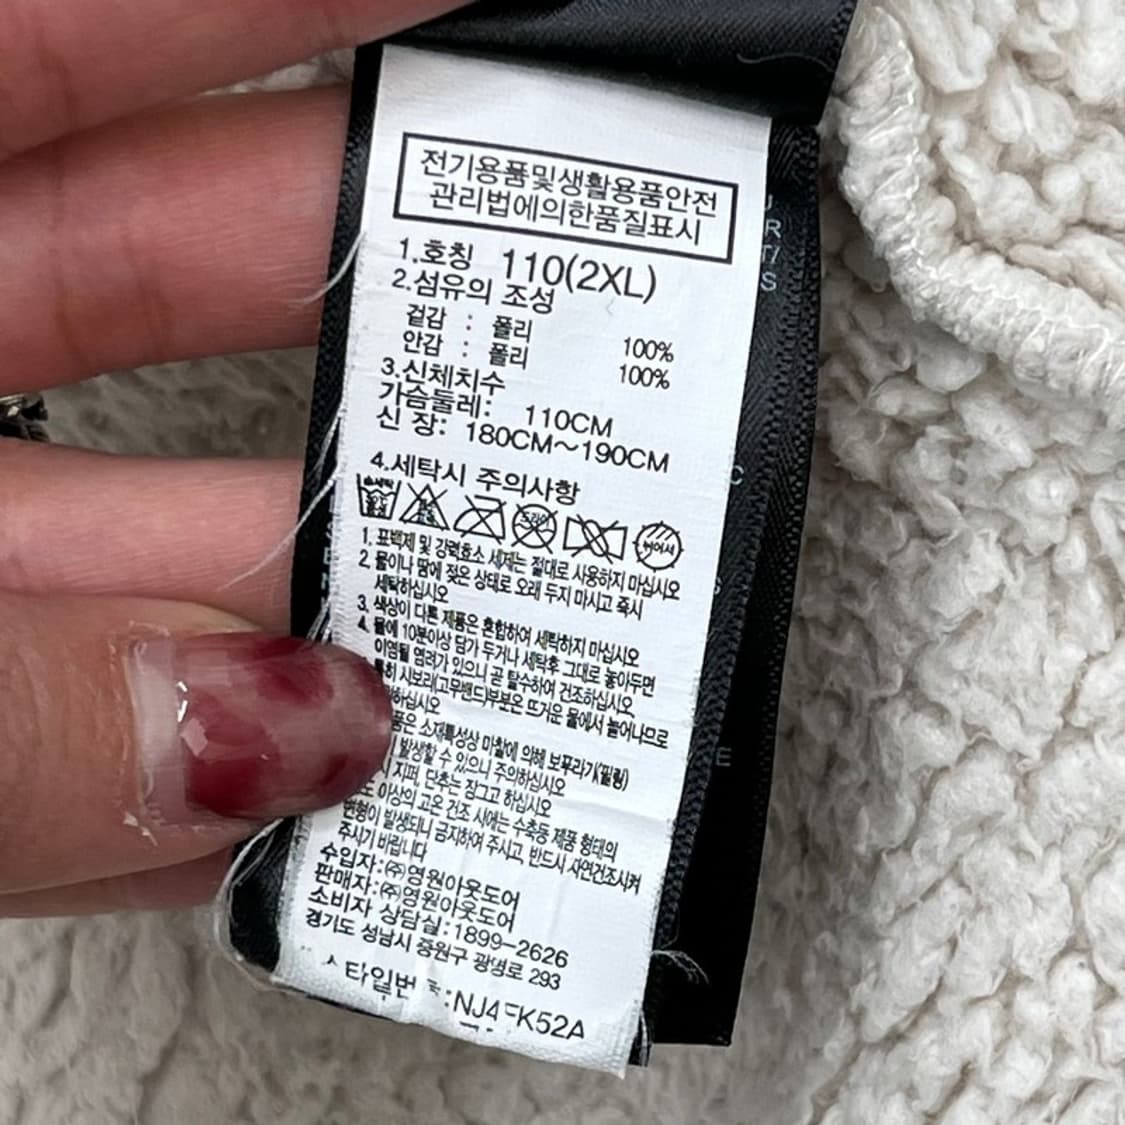 전기용품및생활용품안전
관리법에의한품질표시
1.호칭 110(2XL)
2.섬유의 조성
겉감 : 폴리 100%
안감 : 폴리 100%
3.신체치수
가슴둘레: 110CM
신 장: 180CM~190CM
4.세탁시 주의사항
손세탁
드라이
뉘어서
1. 표백제 및 강력효소 세제는 절대로 사용하지 마십시오
2. 물이나 땀에 젖은 상태로 오래 두지 마시고 즉시
세탁하십시오
3. 색상이 다른 제품은 혼합하여 세탁하지 마십시오
4. 물에 10분이상 담가 두거나 세탁후 그대로 놓아두면
이염될 염려가 있으니 곧 탈수하여 건조하십시오,
시보리(고무밴드)부분은 뜨거운 물에서 늘어나므로
하십시오
소재특성상 마찰에 의해 보푸라기(필링)
발생할 수 있으니 주의하십시오
지퍼, 단추는 잠그고 하십시오
이상의 고온 건조 시에는 수축등 제품 형태의
변형이 발생되니 금지하여 주시고, 반드시 자연건조시켜
주시기 바랍니다
수입자:㈜영원아웃도어
판매자:㈜영원아웃도어
소비자 상담실:1899-2626
경기도 성남시 중원구 광명로 293
스타일번호:NJ4FK52A
R
T/
S
C
E